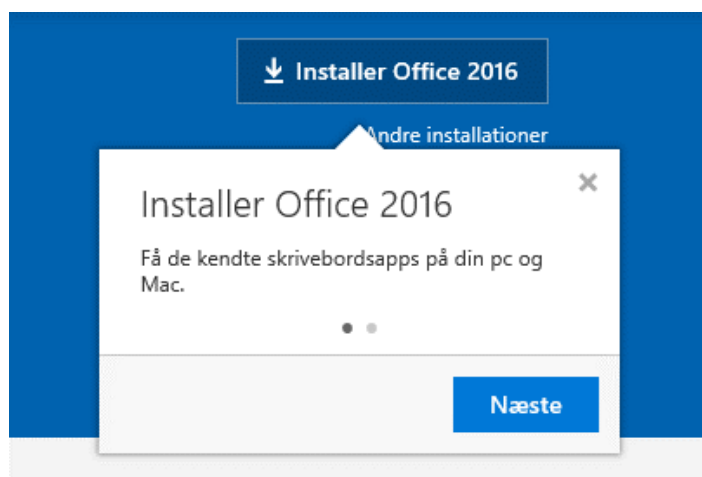 Installer Office 2016
Andre installationer
Installer Office 2016
Få de kendte skrivebordsapps på din pc og
Mac.
Næste